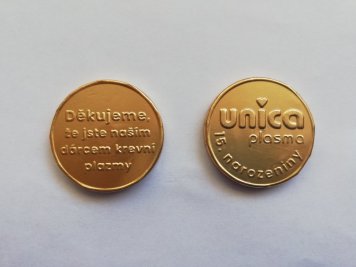 Děkujeme,
že jste naším
dárcem krevní
plazmy
unica
plasma
15. narozeniny